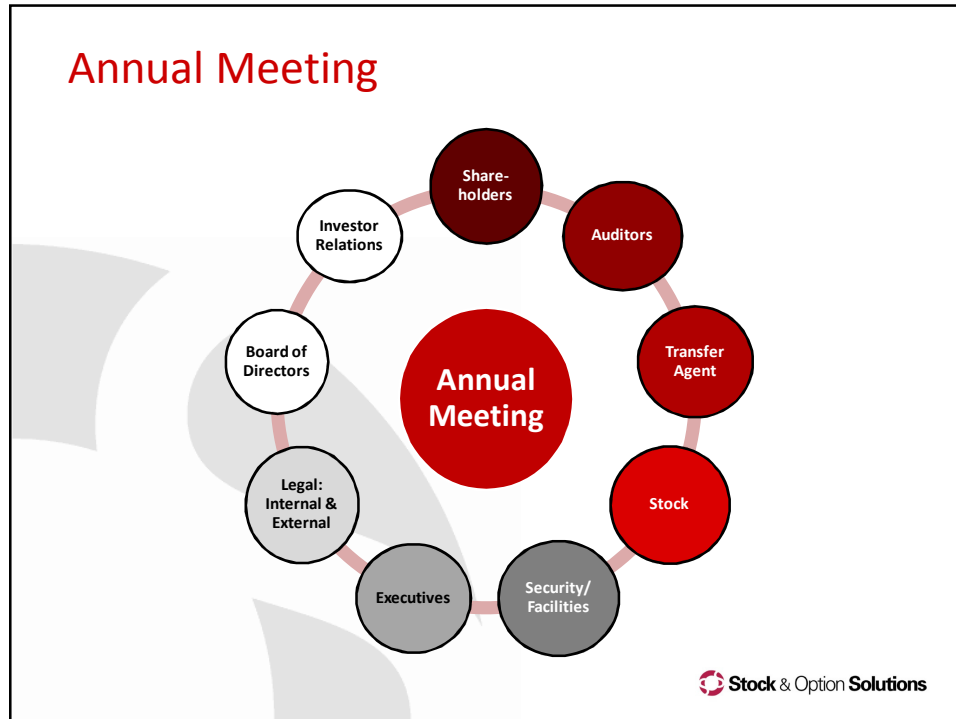 Annual Meeting
Share-
holders
Auditors
Transfer
Agent
Stock
Security/
Facilities
Executives
Legal:
Internal &
External
Board of
Directors
Investor
Relations
Annual
Meeting
Stock & Option Solutions